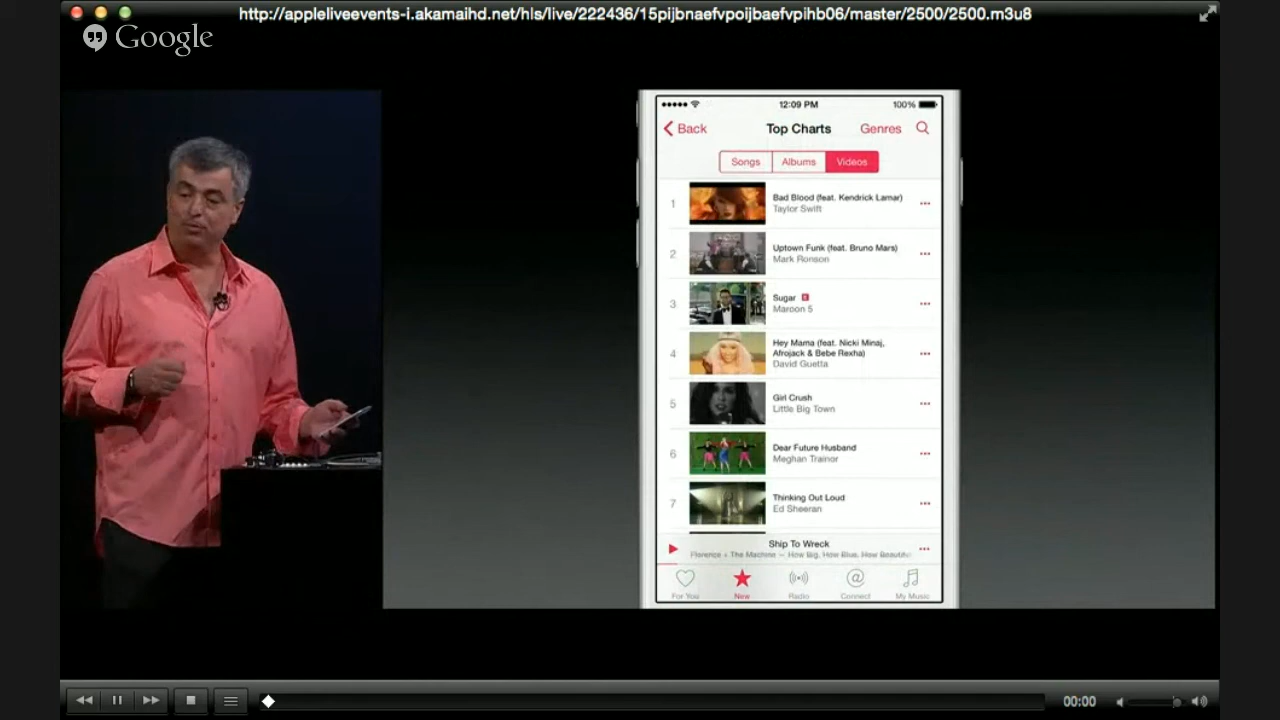 http://appleliveevents-i.akamaihd.net/hls/live/222436/15pijbnaefvpoijbaefvpihb06/master/2500/2500.m3u8
Google
12:09 PM
100%
Back
Top Charts
Genres
Songs
Albums
Videos
1
Bad Blood (feat. Kendrick Lamar)
Taylor Swift
2
Uptown Funk (feat. Bruno Mars)
Mark Ronson
3
Sugar E
Maroon 5
4
Hey Mama (feat. Nicki Minaj,
Afrojack & Bebe Rexha)
David Guetta
5
Girl Crush
Little Big Town
6
Dear Future Husband
Meghan Trainor
7
Thinking Out Loud
Ed Sheeran
Ship To Wreck
Florence + The Machine — How Big, How Blue, How Beautiful
For You
New
Radio
Connect
My Music
00:00